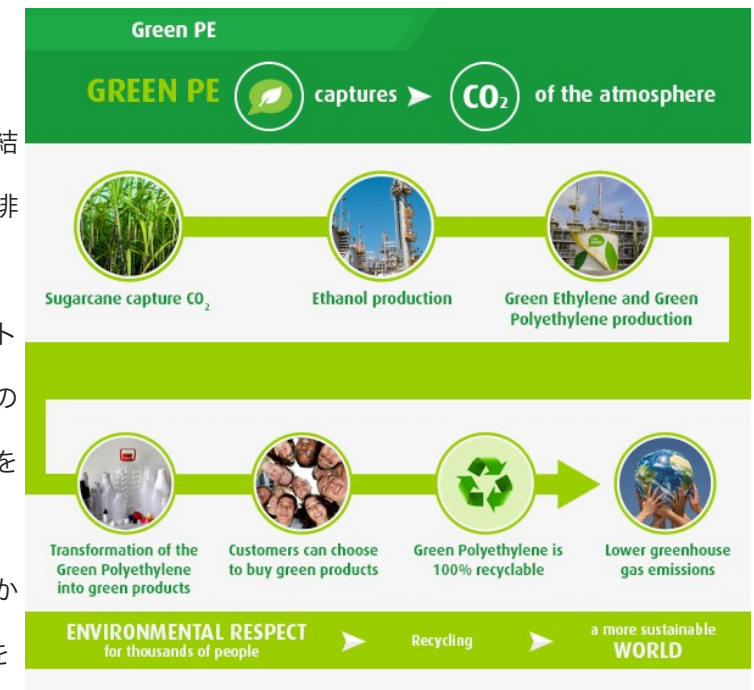 結
排
ト
の
を
か
を
Green PE
GREEN PE captures CO₂ of the atmosphere
Sugarcane capture CO₂
Ethanol production
Green Ethylene and Green
Polyethylene production
Transformation of the
Green Polyethylene
into green products
Customers can choose
to buy green products
Green Polyethylene is
100% recyclable
Lower greenhouse
gas emissions
ENVIRONMENTAL RESPECT
for thousands of people
Recycling
a more sustainable
WORLD